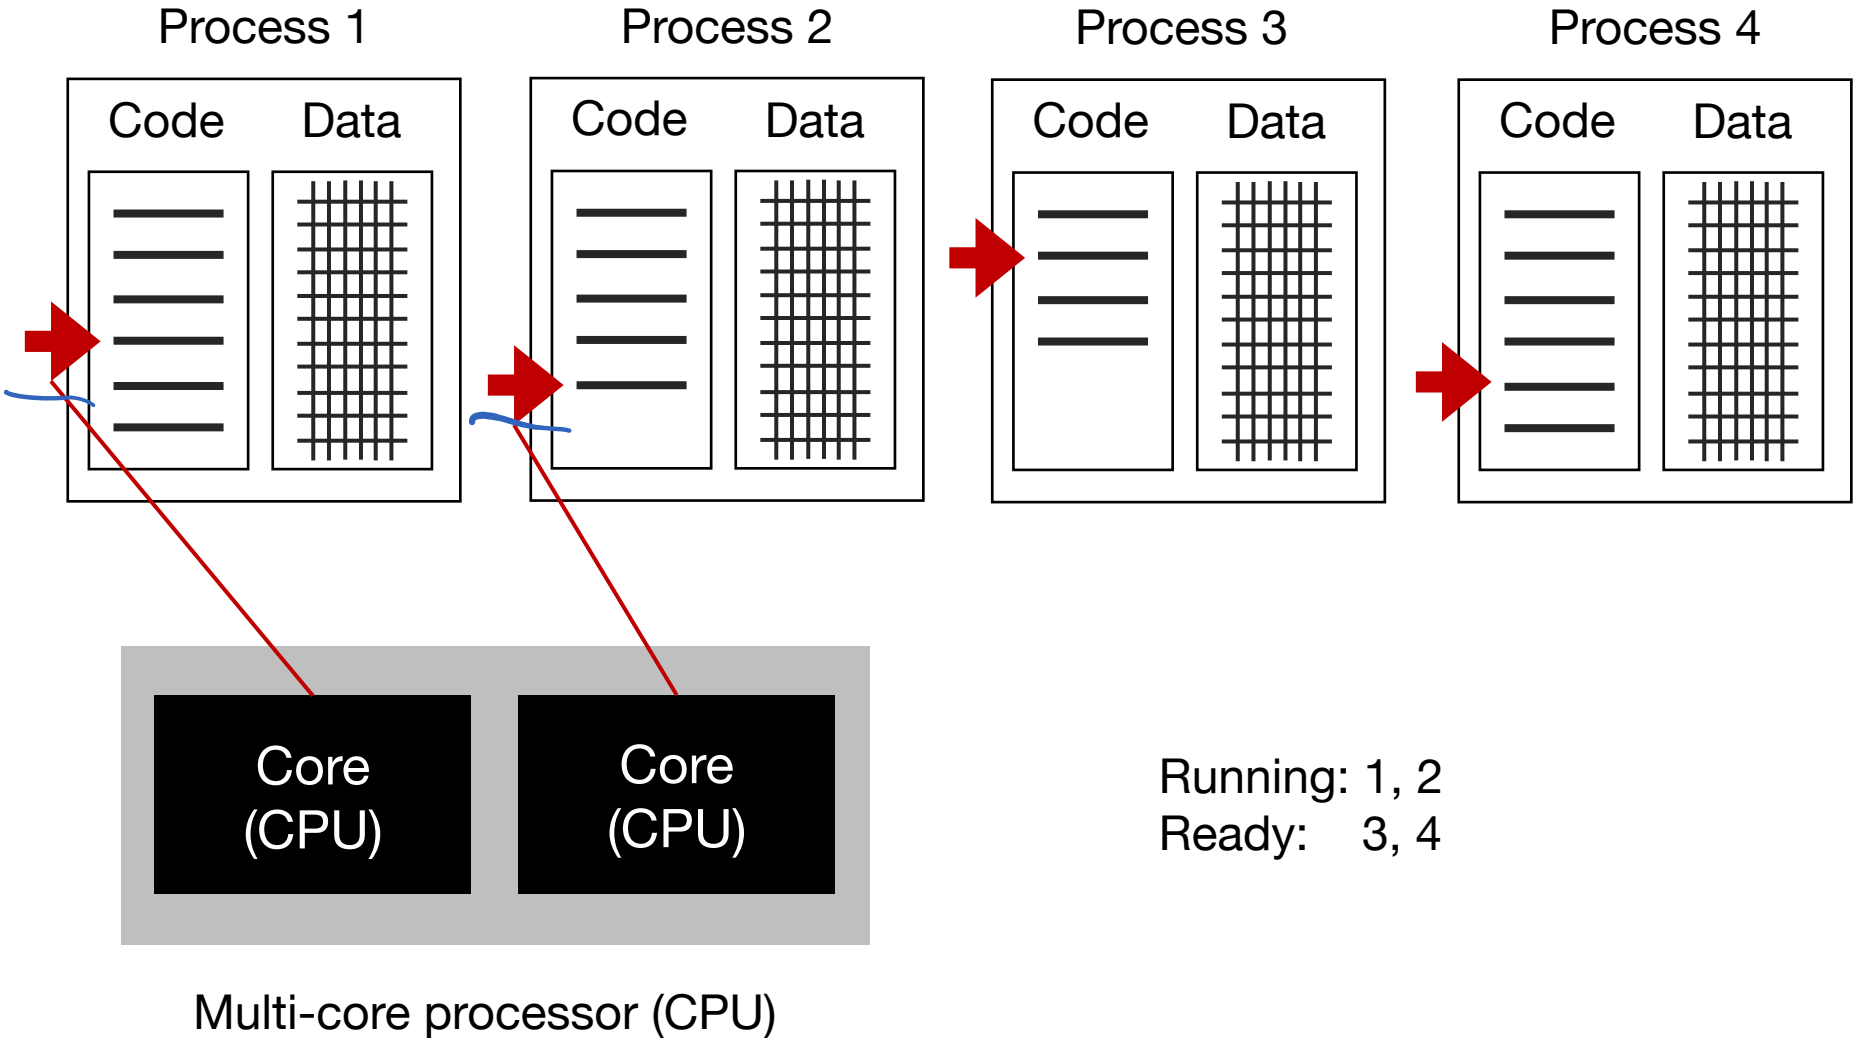 Process 1
Process 2
Process 3
Process 4
Code Data
Code Data
Code Data
Code Data
Core
(CPU)
Core
(CPU)
Running: 1, 2
Ready: 3, 4
Multi-core processor (CPU)